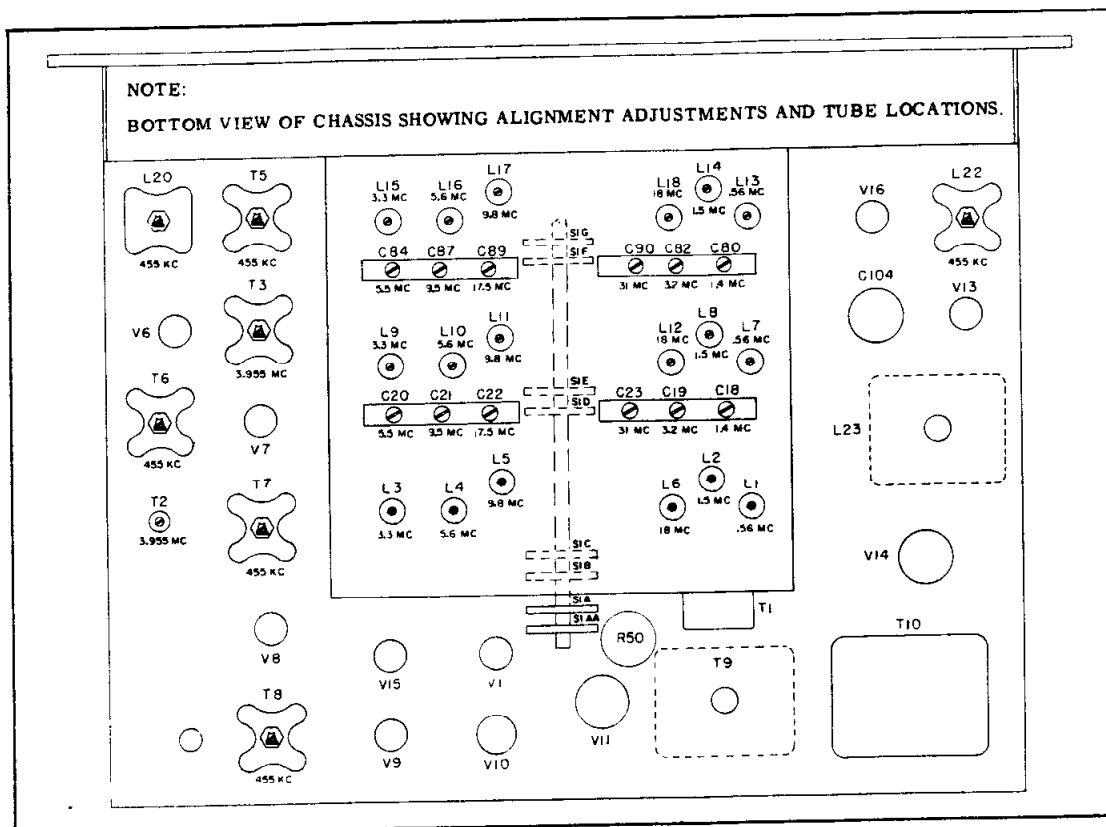 NOTE:
BOTTOM VIEW OF CHASSIS SHOWING ALIGNMENT ADJUSTMENTS AND TUBE LOCATIONS.
L20
455 KC
T5
455 KC
T3
3.955 MC
V6
T6
455 KC
V7
T2
3.955 MC
T7
455 KC
V8
T8
455 KC
L15
3.3 MC
L16
5.6 MC
L17
9.8 MC
L18
18 MC
L14
1.5 MC
L13
.56 MC
S1G
S1F
C84
5.5 MC
C87
9.5 MC
C89
17.5 MC
C90
31 MC
C82
3.2 MC
C80
1.4 MC
L9
3.3 MC
L10
5.6 MC
L11
9.8 MC
L12
18 MC
L8
1.5 MC
L7
.56 MC
S1E
S1D
C20
5.5 MC
C21
9.5 MC
C22
17.5 MC
C23
31 MC
C19
3.2 MC
C18
1.4 MC
L3
3.3 MC
L4
5.6 MC
L5
9.8 MC
L6
18 MC
L2
1.5 MC
L1
.56 MC
S1C
S1B
S1A
S1AA
V16
L22
455 KC
C104
V13
L23
V14
T1
R50
T9
T10
V15
V1
V9
V10
V11